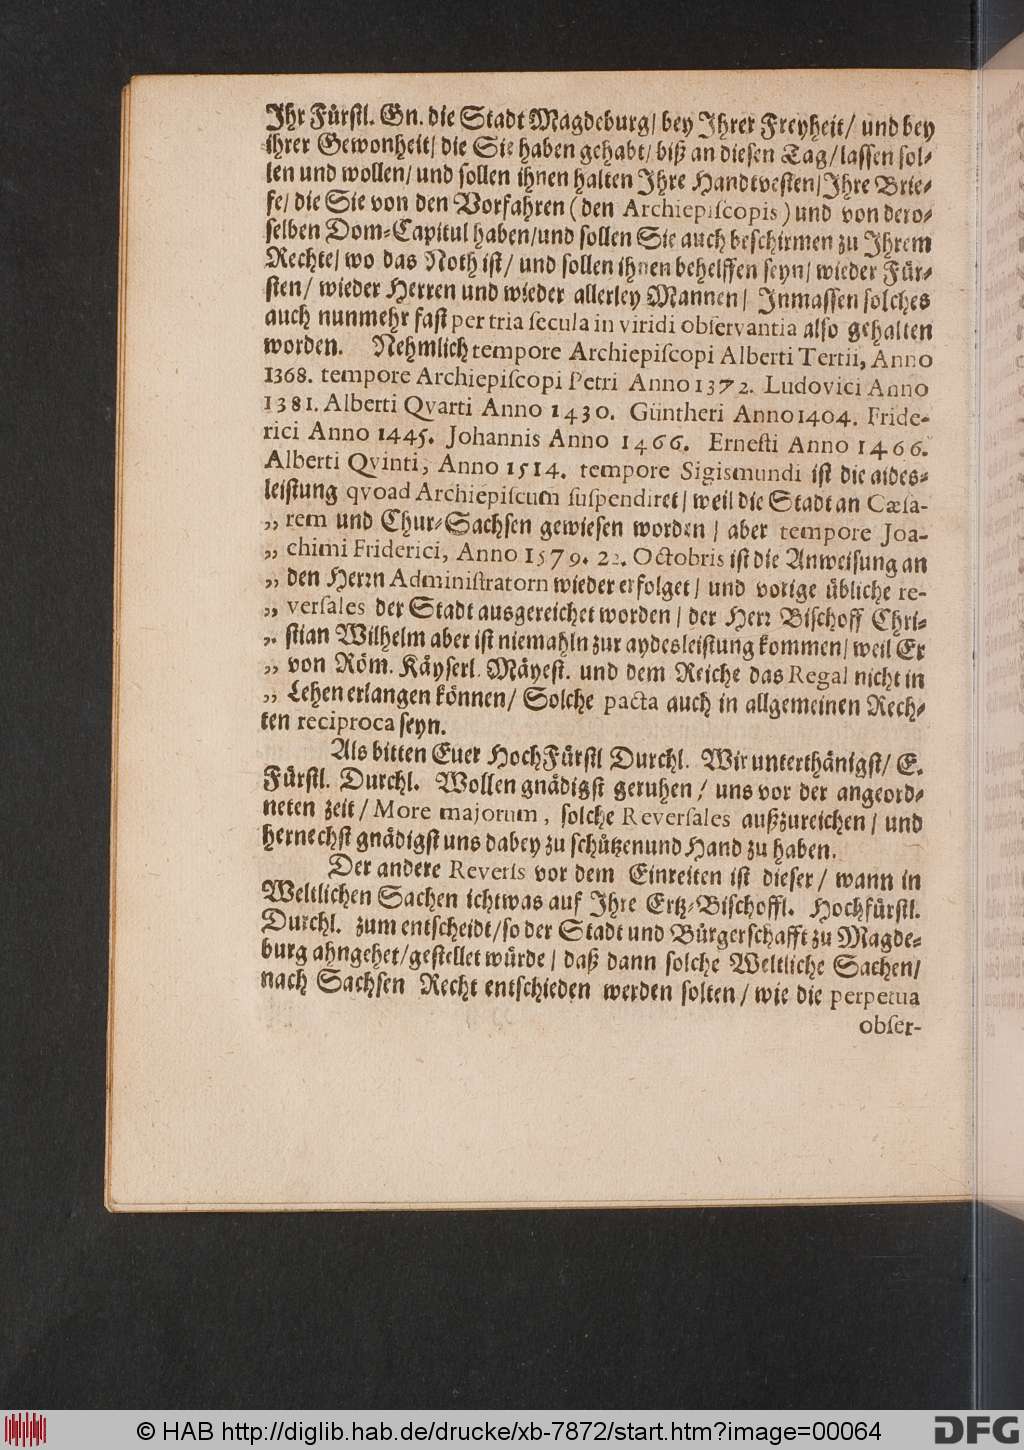 Ihr Fürstl. Gn. die Stadt Magdeburg/ bey Ihrer Freyheit/ und bey
ihrer Gewonheit/ die Sie haben gehabt/ biß an diesen Tag/ lassen sol-
len und wollen/ und sollen ihnen halten Ihre Handtvesten/ Ihre Brie-
fe/ die Sie von den Vorfahren (den Archiepiſcopis) und von dero-
selben Dom-Capitul haben/ und sollen Sie auch beschirmen zu Ihrem
Rechte/ wo das Noth ist/ und sollen ihnen behelffen seyn/ wieder Für-
sten/ wieder Herren und wieder allerley Mannen/ Inmassen solches
auch nunmehr fast per tria ſecula in viridi obſervantia also gehalten
worden. Nehmlich tempore Archiepiſcopi Alberti Tertii, Anno
1368. tempore Archiepiſcopi Petri Anno 1372. Ludovici Anno
1381. Alberti Qvarti Anno 1430. Güntheri Anno 1404. Fride-
rici Anno 1445. Johannis Anno 1466. Ernesti Anno 1466.
Alberti Qvinti, Anno 1514. tempore Sigismundi ist die aides-
leistung qvoad Archiepiſcum ſuſpendiret/ weil die Stadt an Cæſa-
„ rem und Chur-Sachsen gewiesen worden/ aber tempore Joa-
„ chimi Friderici, Anno 1579. 22. Octobris ist die Anweisung an
„ den Herrn Adminiſtratorn wieder erfolget/ und vorige übliche re-
„ verſales der Stadt ausgereichet worden/ der Herr Bischoff Chri-
„ stian Wilhelm aber ist niemahln zur aydesleistung kommen/ weil Er
„ von Röm. Käyserl. Mäyest. und dem Reiche das Regal nicht in
„ Lehen erlangen können/ Solche pacta auch in allgemeinen Rech-
ten reciproca seyn.
Als bitten Euer HochFürstl Durchl. Wir unterthänigst/ E.
Fürstl. Durchl. Wollen gnädigst geruhen/ uns vor der angeord-
neten zeit/ More majorum, solche Reverſales außzureichen/ und
hernechst gnädigst uns dabey zu schützen und Hand zu haben.
Der andere Reverſs vor dem Einreiten ist dieser/ wann in
Weltlichen Sachen ichtwas auf Ihre Ertz-Bischoffl. Hochfürstl.
Durchl. zum entscheidt/ so der Stadt und Bürgerschafft zu Magde-
burg ahngehet/ gestellet würde/ daß dann solche Weltliche Sachen/
nach Sachsen Recht entschieden werden solten/ wie die perpetua
obſer-
© HAB http://diglib.hab.de/drucke/xb-7872/start.htm?image=00064
DFG